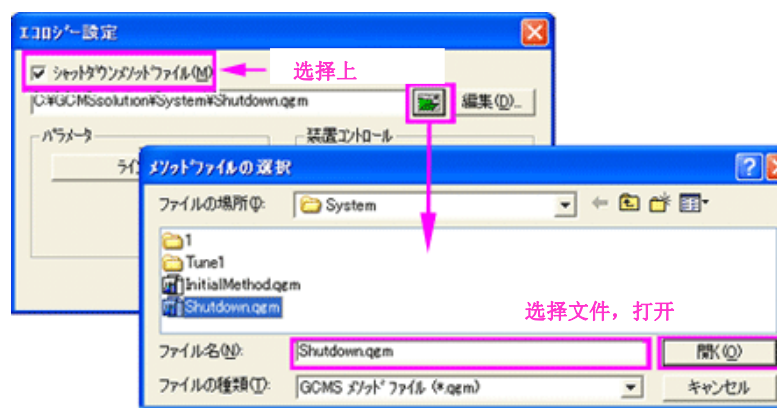 エコロジー設定
シャットダウンメソッドファイル(M)
选择上
C:¥GCMSsolution¥System¥Shutdown.qgm
編集(D)...
パラメータ
装置コントロール
ライ
メソッドファイルの選択
ファイルの場所(I):
System
1
Tune1
InitialMethod.qgm
Shutdown.qgm
选择文件，打开
ファイル名(N):
Shutdown.qgm
開く(O)
ファイルの種類(T):
GCMS メソッド ファイル (*.qgm)
キャンセル